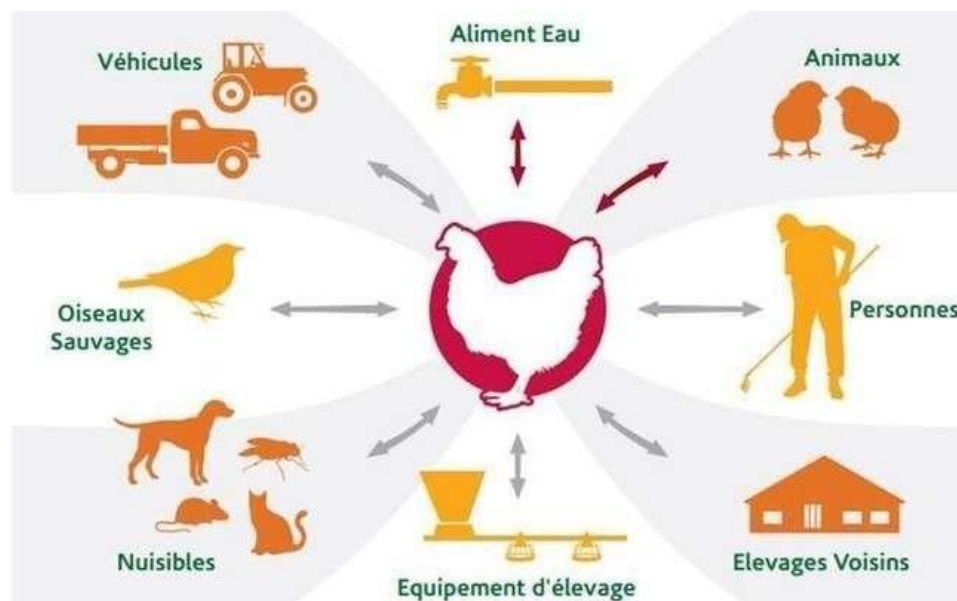 Aliment Eau
Véhicules
Animaux
Oiseaux
Sauvages
Personnes
Nuisibles
Equipement d'élevage
Elevages Voisins